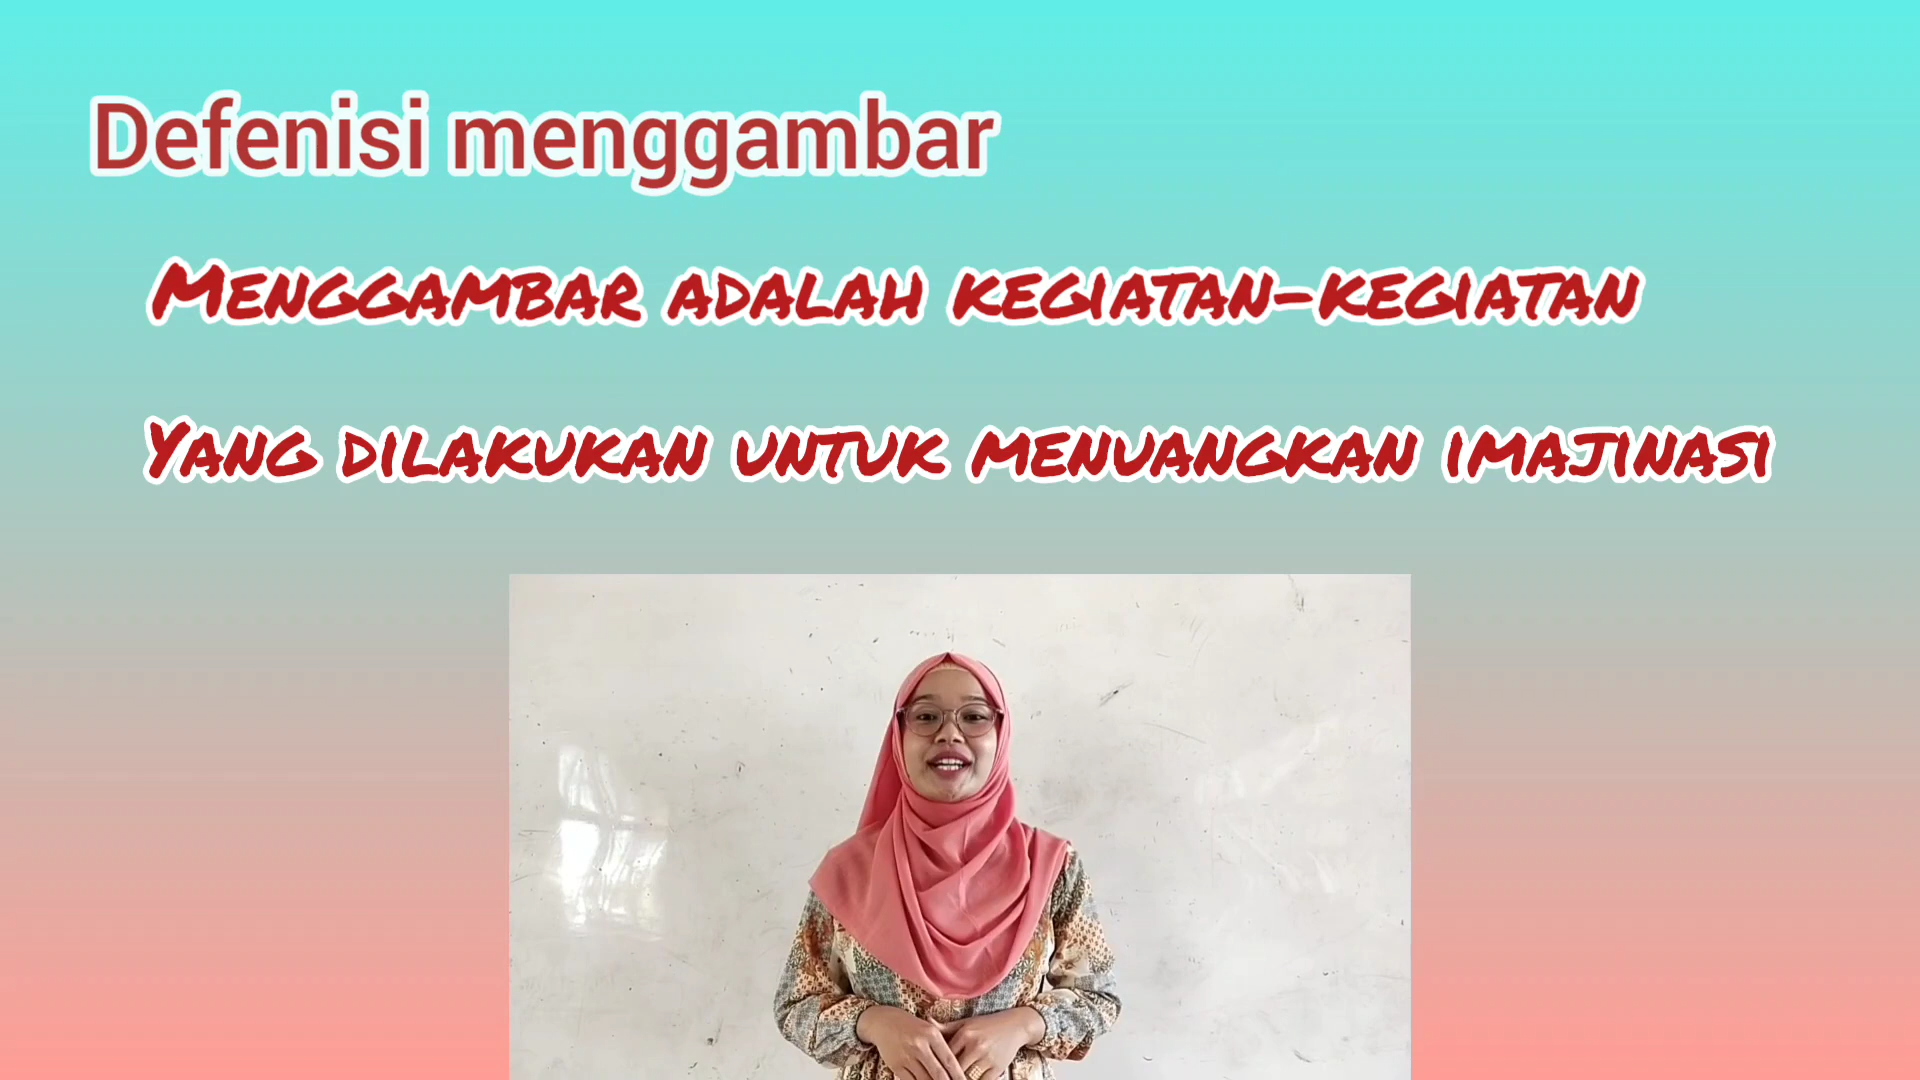 Defenisi menggambar
Menggambar adalah kegiatan-kegiatan
Yang dilakukan untuk menuangkan imajinasi